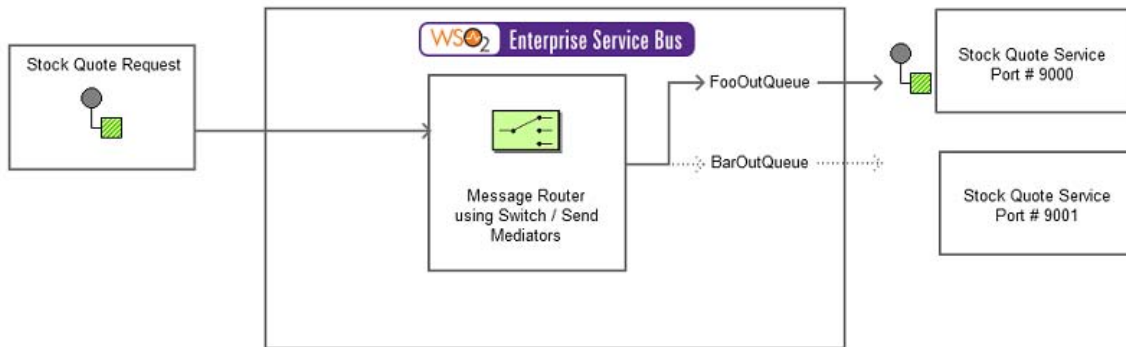 WSO2 Enterprise Service Bus
Stock Quote Request
Message Router
using Switch / Send
Mediators
FooOutQueue
BarOutQueue
Stock Quote Service
Port # 9000
Stock Quote Service
Port # 9001